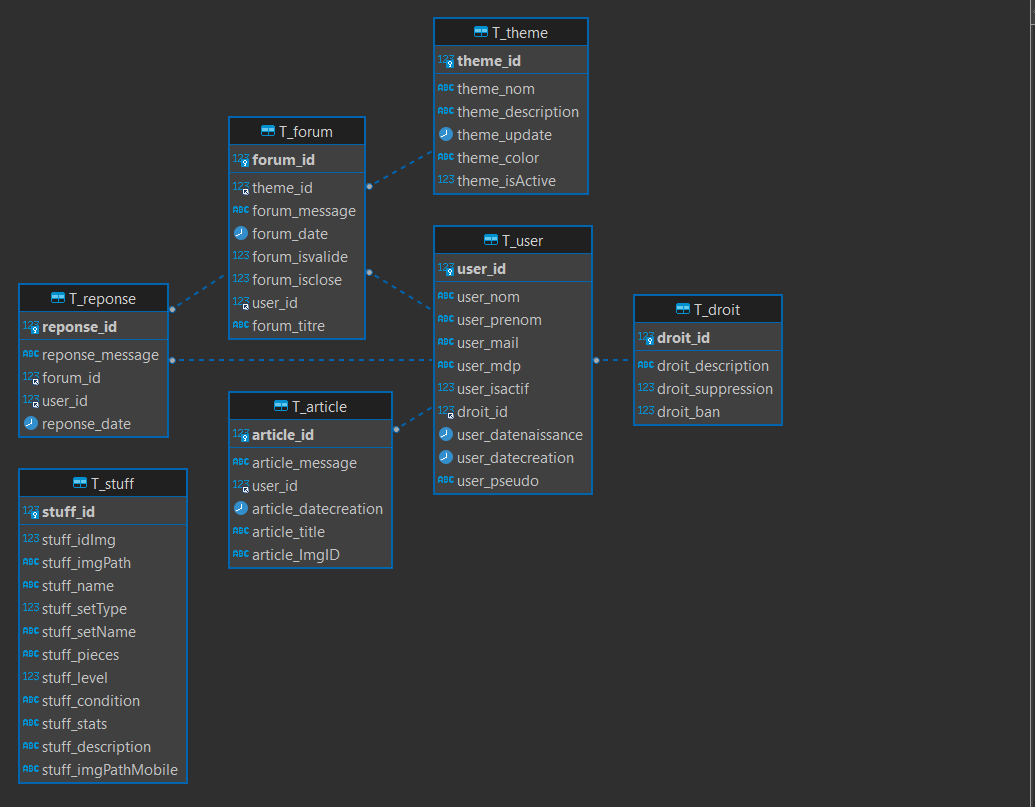 T_theme
theme_id
theme_nom
theme_description
theme_update
theme_color
theme_isActive
T_forum
forum_id
theme_id
forum_message
forum_date
forum_isvalide
forum_isclose
user_id
forum_titre
T_user
user_id
user_nom
user_prenom
user_mail
user_mdp
user_isactif
droit_id
user_datenaissance
user_datecreation
user_pseudo
T_reponse
reponse_id
reponse_message
forum_id
user_id
reponse_date
T_droit
droit_id
droit_description
droit_suppression
droit_ban
T_article
article_id
article_message
user_id
article_datecreation
article_title
article_ImgID
T_stuff
stuff_id
stuff_idImg
stuff_imgPath
stuff_name
stuff_setType
stuff_setName
stuff_pieces
stuff_level
stuff_condition
stuff_stats
stuff_description
stuff_imgPathMobile